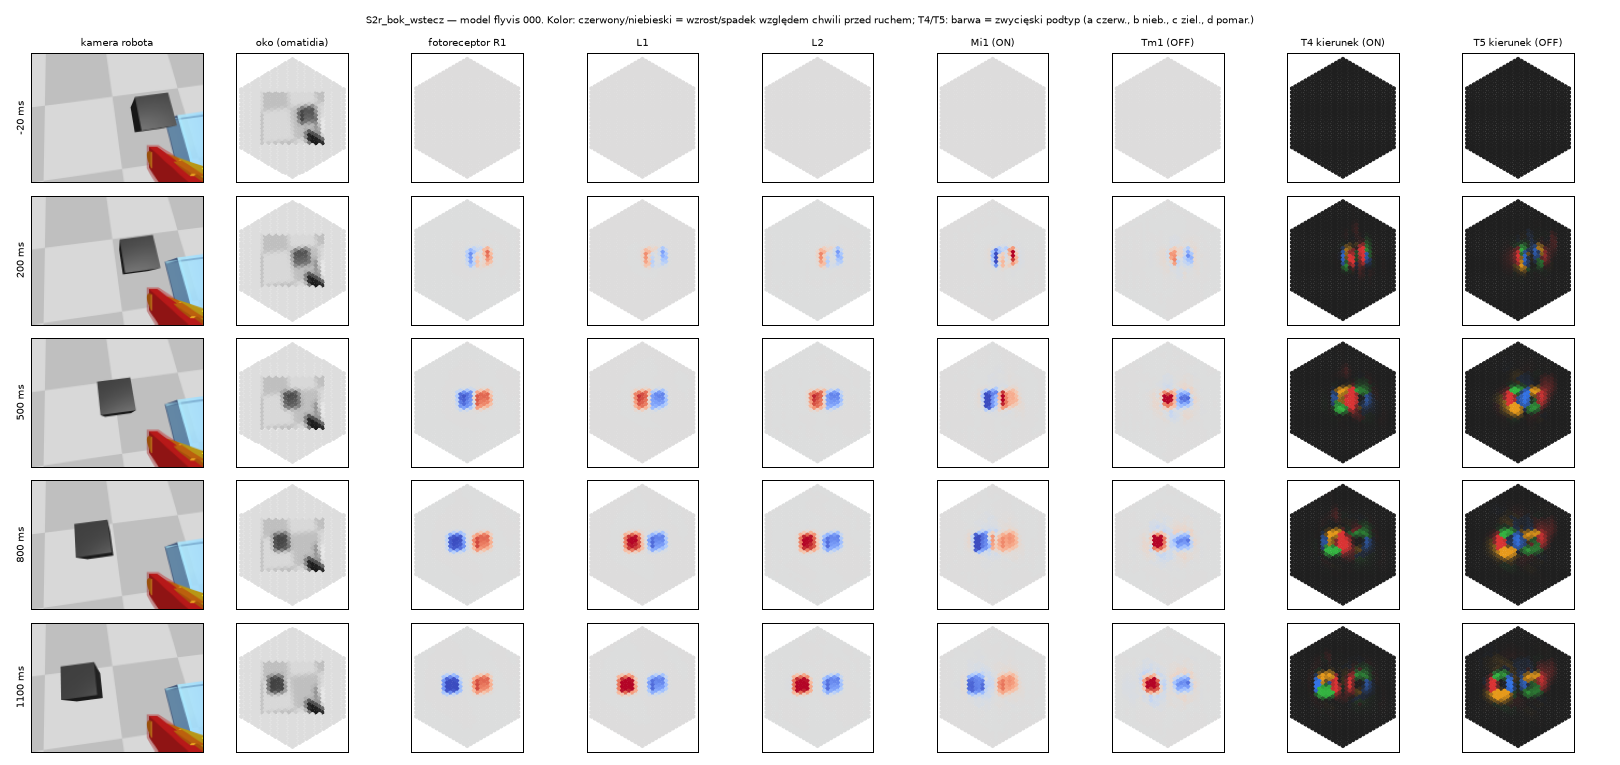 S2r_bok_wstecz — model flyvis 000. Kolor: czerwony/niebieski = wzrost/spadek względem chwili przed ruchem; T4/T5: barwa = zwycięski podtyp (a czerw., b nieb., c ziel., d pomar.)
kamera robota
oko (omatidia)
fotoreceptor R1
L1
L2
Mi1 (ON)
Tm1 (OFF)
T4 kierunek (ON)
T5 kierunek (OFF)
-20 ms
200 ms
500 ms
800 ms
1100 ms